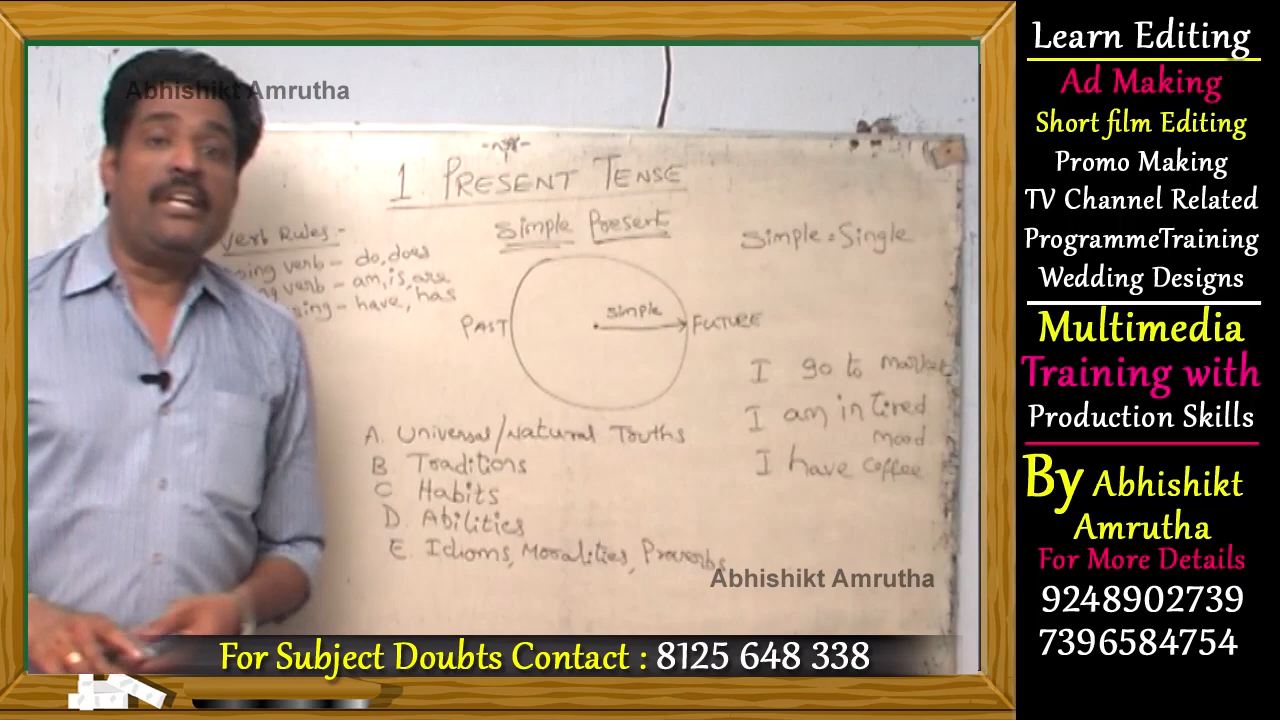 Abhishikt Amrutha
1 PRESENT TENSE
Verb Rules -
Simple Present
Simple = Single
verb - do, does
verb - am, is, are
- have, has
PAST
simple
FUTURE
I go to market
I am in tired
mood
I have coffee
A. Universal/Natural Truths
B Traditions
C Habits
D. Abilities
E. Idioms, Moralities, Proverbs
Abhishikt Amrutha
For Subject Doubts Contact : 8125 648 338
Learn Editing
Ad Making
Short film Editing
Promo Making
TV Channel Related
ProgrammeTraining
Wedding Designs
Multimedia
Training with
Production Skills
By Abhishikt
Amrutha
For More Details
9248902739
7396584754